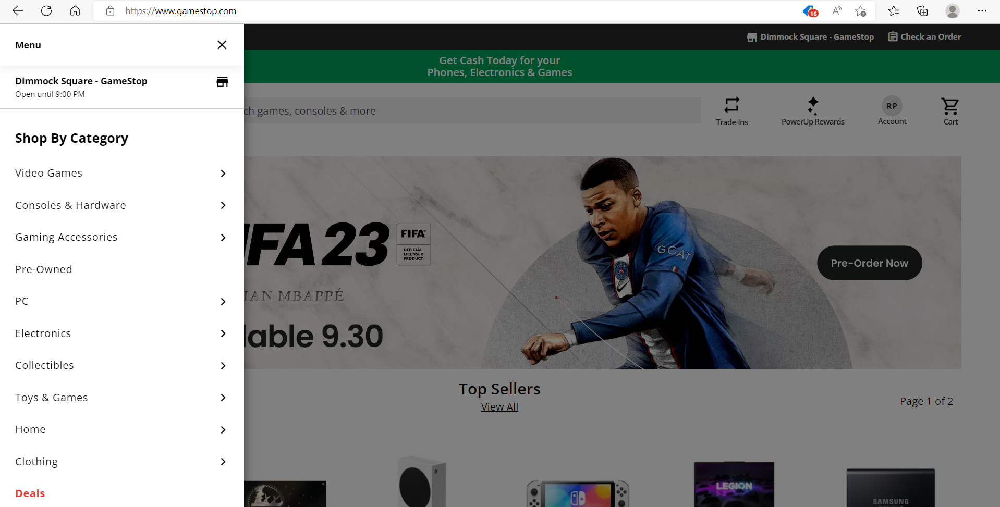 https://www.gamestop.com
16
Menu
Dimmock Square - GameStop
Open until 9:00 PM
Shop By Category
Video Games
Consoles & Hardware
Gaming Accessories
Pre-Owned
PC
Electronics
Collectibles
Toys & Games
Home
Clothing
Deals
Dimmock Square - GameStop
Check an Order
Get Cash Today for your
Phones, Electronics & Games
ch games, consoles & more
Trade-Ins
PowerUp Rewards
RP
Account
Cart
IFA 23
FIFA
OFFICIAL
LICENSED
PRODUCT
IAN MBAPPÉ
lable 9.30
GOAT
PARIS
Pre-Order Now
Top Sellers
View All
Page 1 of 2
LEGION
SAMSUNG